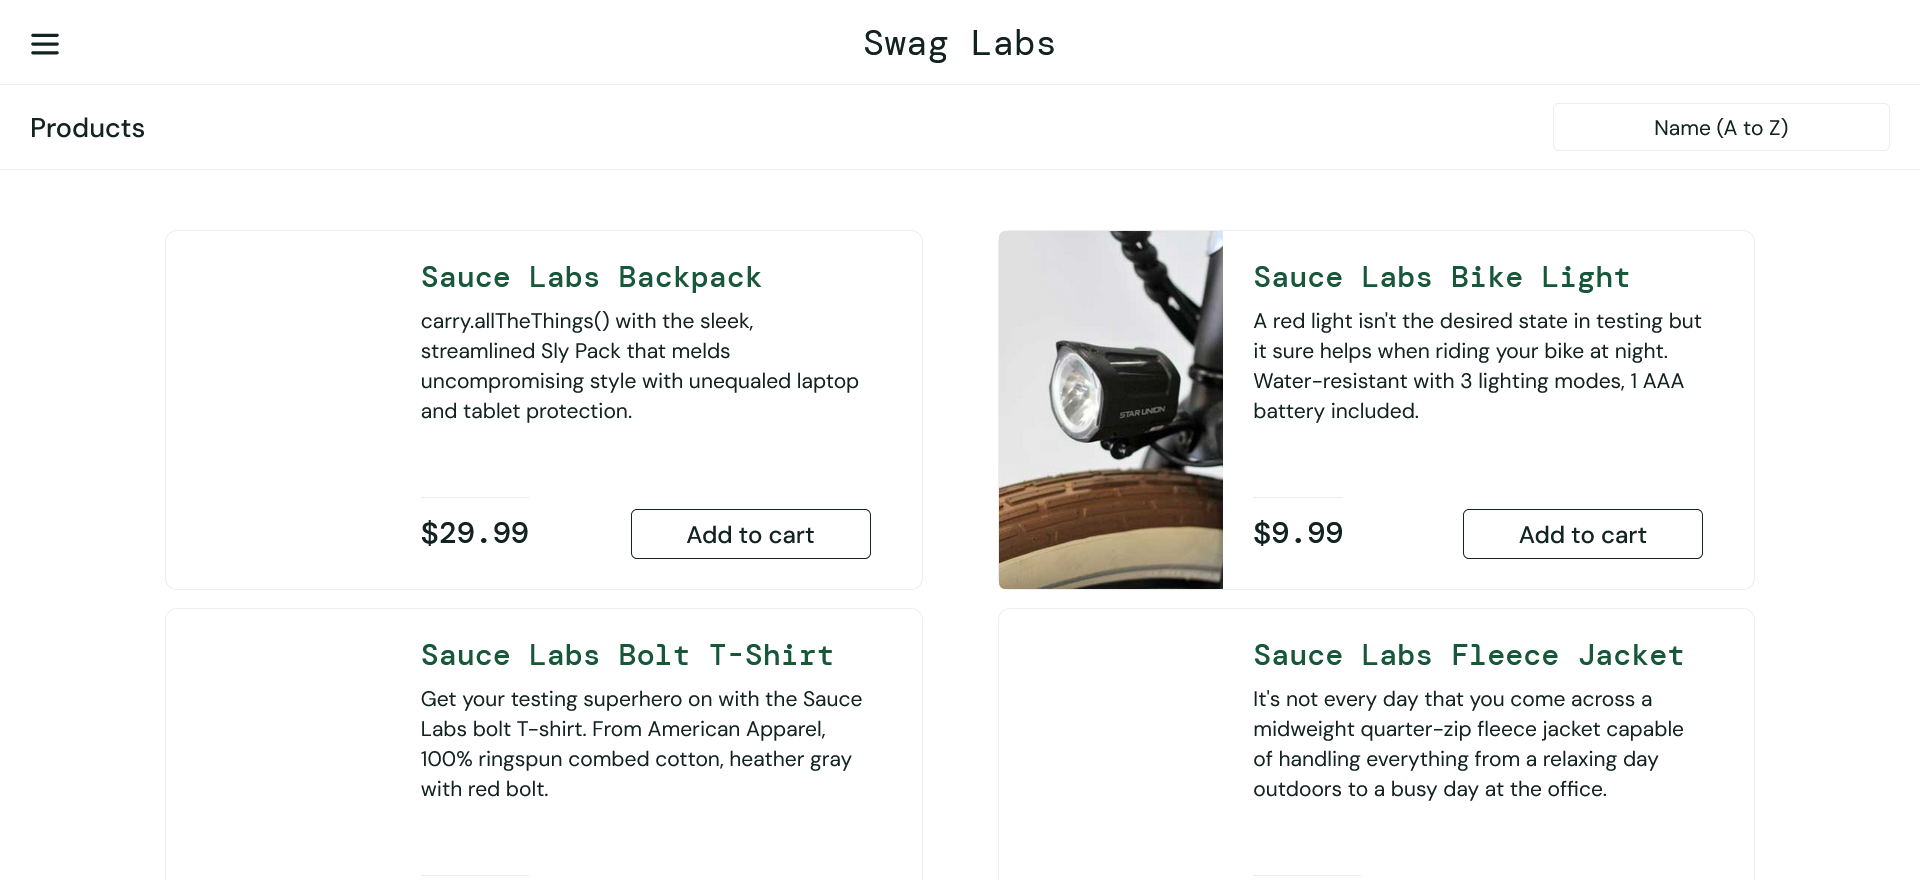 Swag Labs
Products
Name (A to Z)
Sauce Labs Backpack
carry.allTheThings() with the sleek,
streamlined Sly Pack that melds
uncompromising style with unequaled laptop
and tablet protection.
$29.99
Add to cart
STAR UNION
Sauce Labs Bike Light
A red light isn't the desired state in testing but
it sure helps when riding your bike at night.
Water-resistant with 3 lighting modes, 1 AAA
battery included.
$9.99
Add to cart
Sauce Labs Bolt T-Shirt
Get your testing superhero on with the Sauce
Labs bolt T-shirt. From American Apparel,
100% ringspun combed cotton, heather gray
with red bolt.
Sauce Labs Fleece Jacket
It's not every day that you come across a
midweight quarter-zip fleece jacket capable
of handling everything from a relaxing day
outdoors to a busy day at the office.